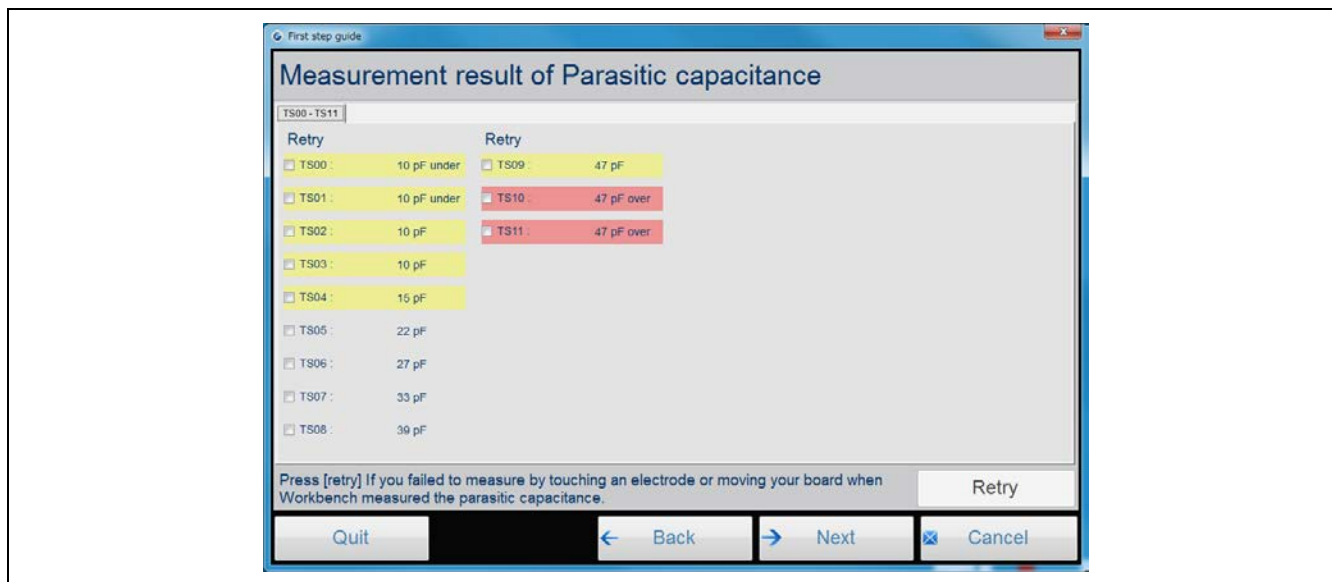 First step guide
Measurement result of Parasitic capacitance
TS00 - TS11
Retry
TS00 : 10 pF under
TS01 : 10 pF under
TS02 : 10 pF
TS03 : 10 pF
TS04 : 15 pF
TS05 : 22 pF
TS06 : 27 pF
TS07 : 33 pF
TS08 : 39 pF
Retry
TS09 : 47 pF
TS10 : 47 pF over
TS11 : 47 pF over
Press [retry] If you failed to measure by touching an electrode or moving your board when
Workbench measured the parasitic capacitance.
Retry
Quit
Back
Next
Cancel